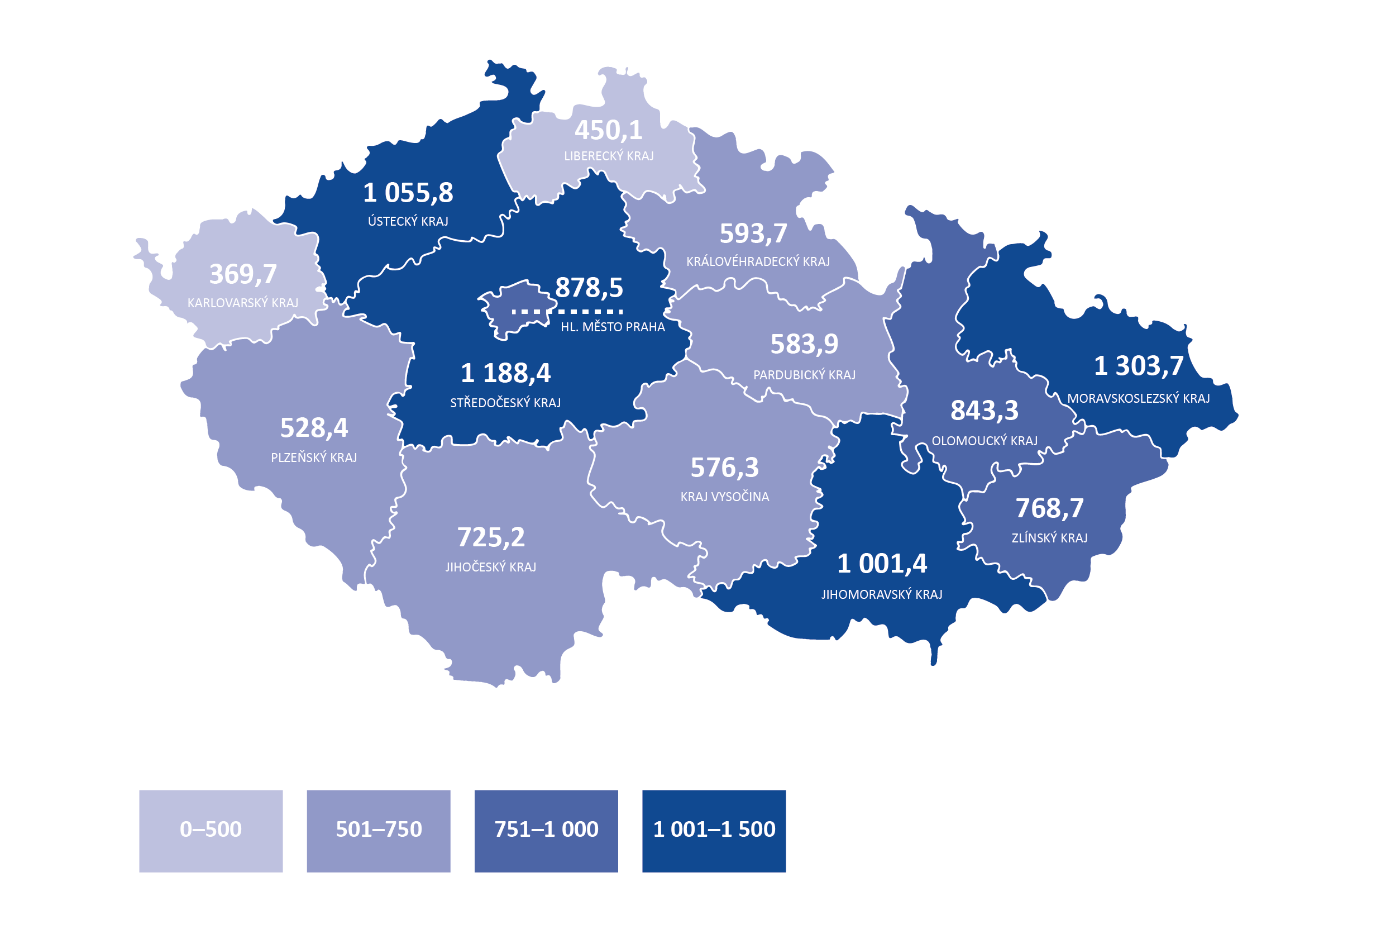 450,1
LIBERECKÝ KRAJ
1 055,8
ÚSTECKÝ KRAJ
593,7
KRÁLOVÉHRADECKÝ KRAJ
369,7
KARLOVARSKÝ KRAJ
878,5
HL. MĚSTO PRAHA
583,9
PARDUBICKÝ KRAJ
1 303,7
MORAVSKOSLEZSKÝ KRAJ
1 188,4
STŘEDOČESKÝ KRAJ
843,3
OLOMOUCKÝ KRAJ
528,4
PLZEŇSKÝ KRAJ
576,3
KRAJ VYSOČINA
768,7
ZLÍNSKÝ KRAJ
725,2
JIHOČESKÝ KRAJ
1 001,4
JIHOMORAVSKÝ KRAJ
0–500
501–750
751–1 000
1 001–1 500